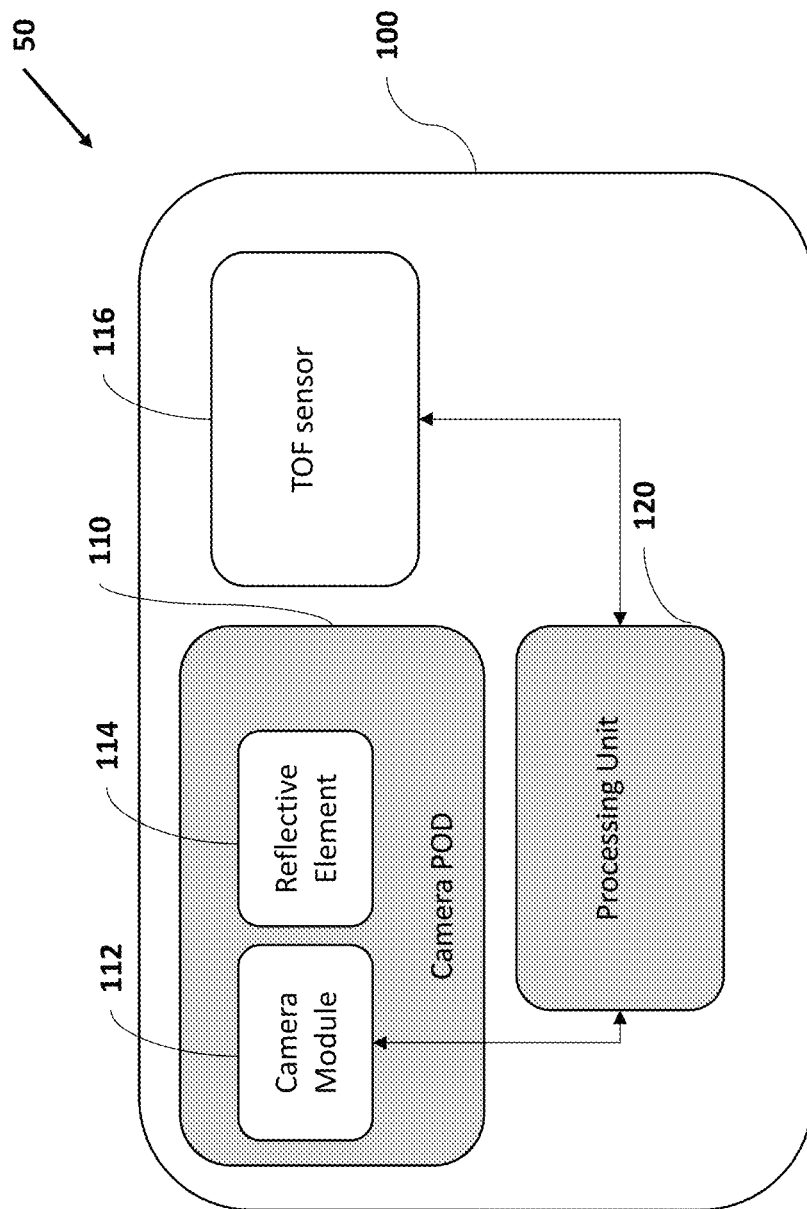 50
112
114
110
116
100
Camera
Module
Reflective
Element
TOF sensor
Camera POD
120
Processing Unit